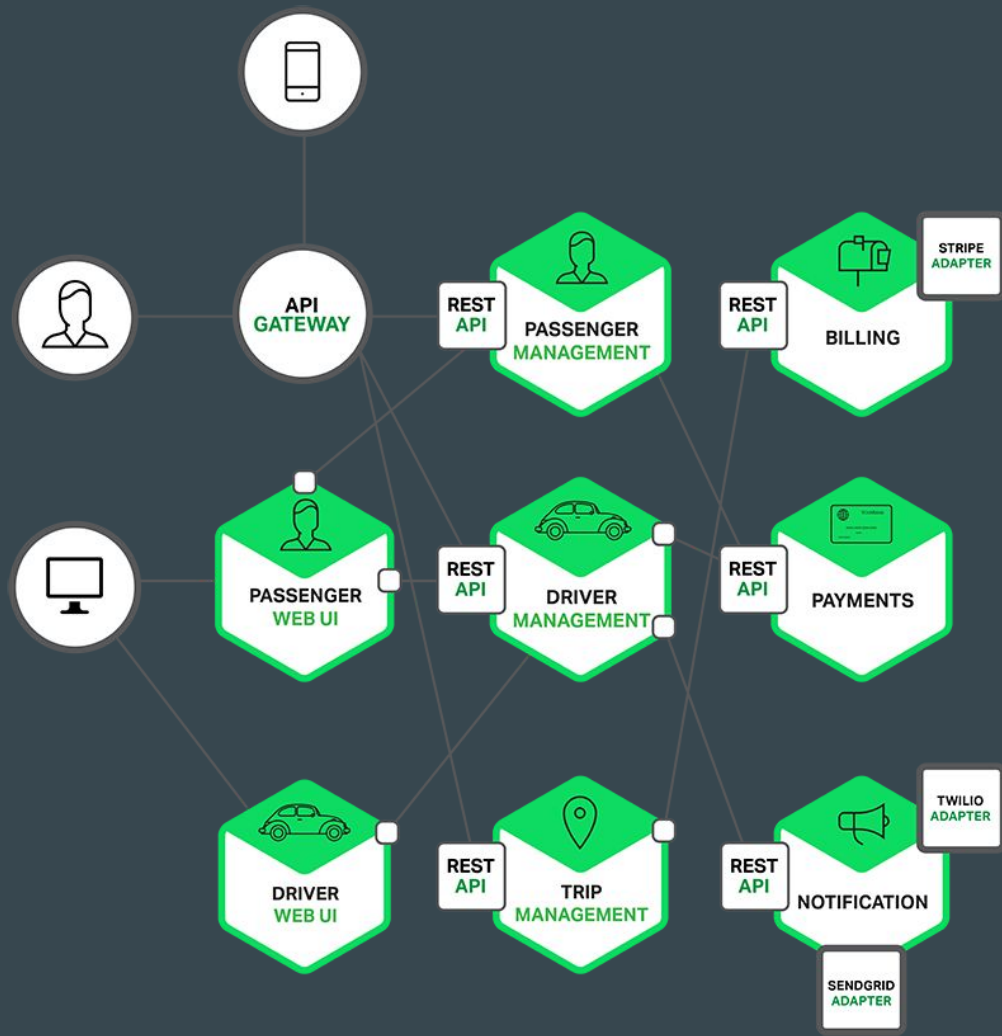 API
GATEWAY
REST
API
PASSENGER
MANAGEMENT
REST
API
BILLING
STRIPE
ADAPTER
PASSENGER
WEB UI
REST
API
DRIVER
MANAGEMENT
REST
API
PAYMENTS
DRIVER
WEB UI
REST
API
TRIP
MANAGEMENT
REST
API
NOTIFICATION
TWILIO
ADAPTER
SENDGRID
ADAPTER